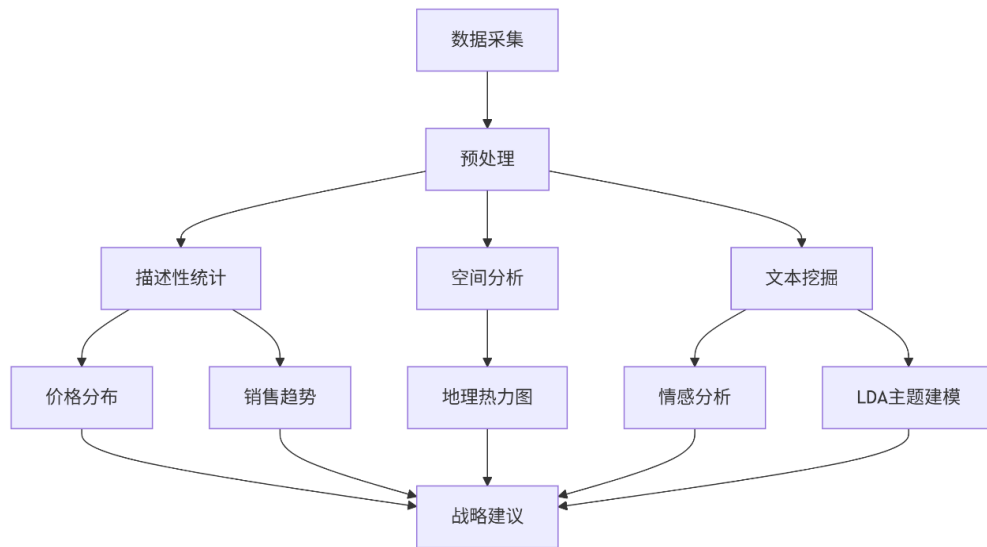 数据采集
预处理
描述性统计
空间分析
文本挖掘
价格分布
销售趋势
地理热力图
情感分析
LDA主题建模
战略建议